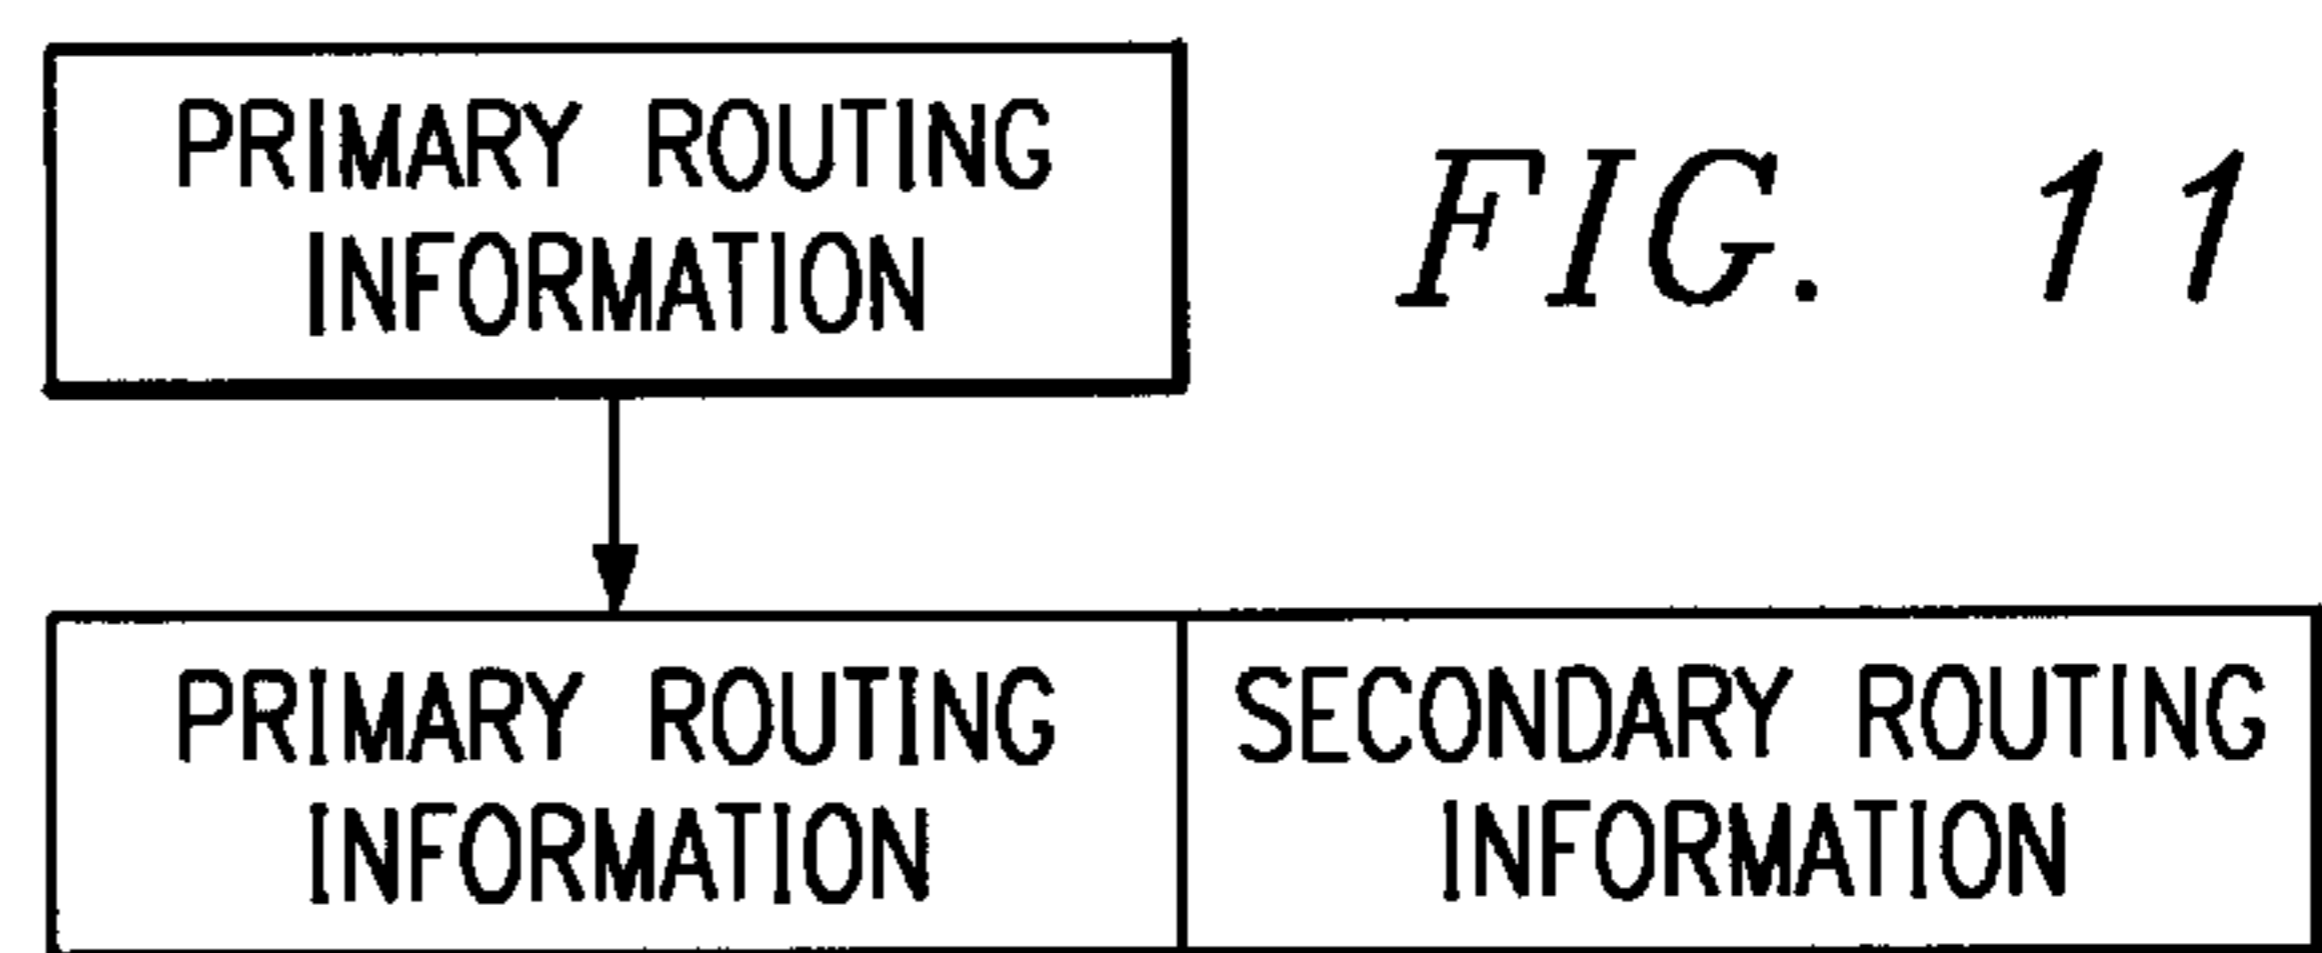 PRIMARY ROUTING
INFORMATION
FIG. 11
PRIMARY ROUTING
INFORMATION
SECONDARY ROUTING
INFORMATION